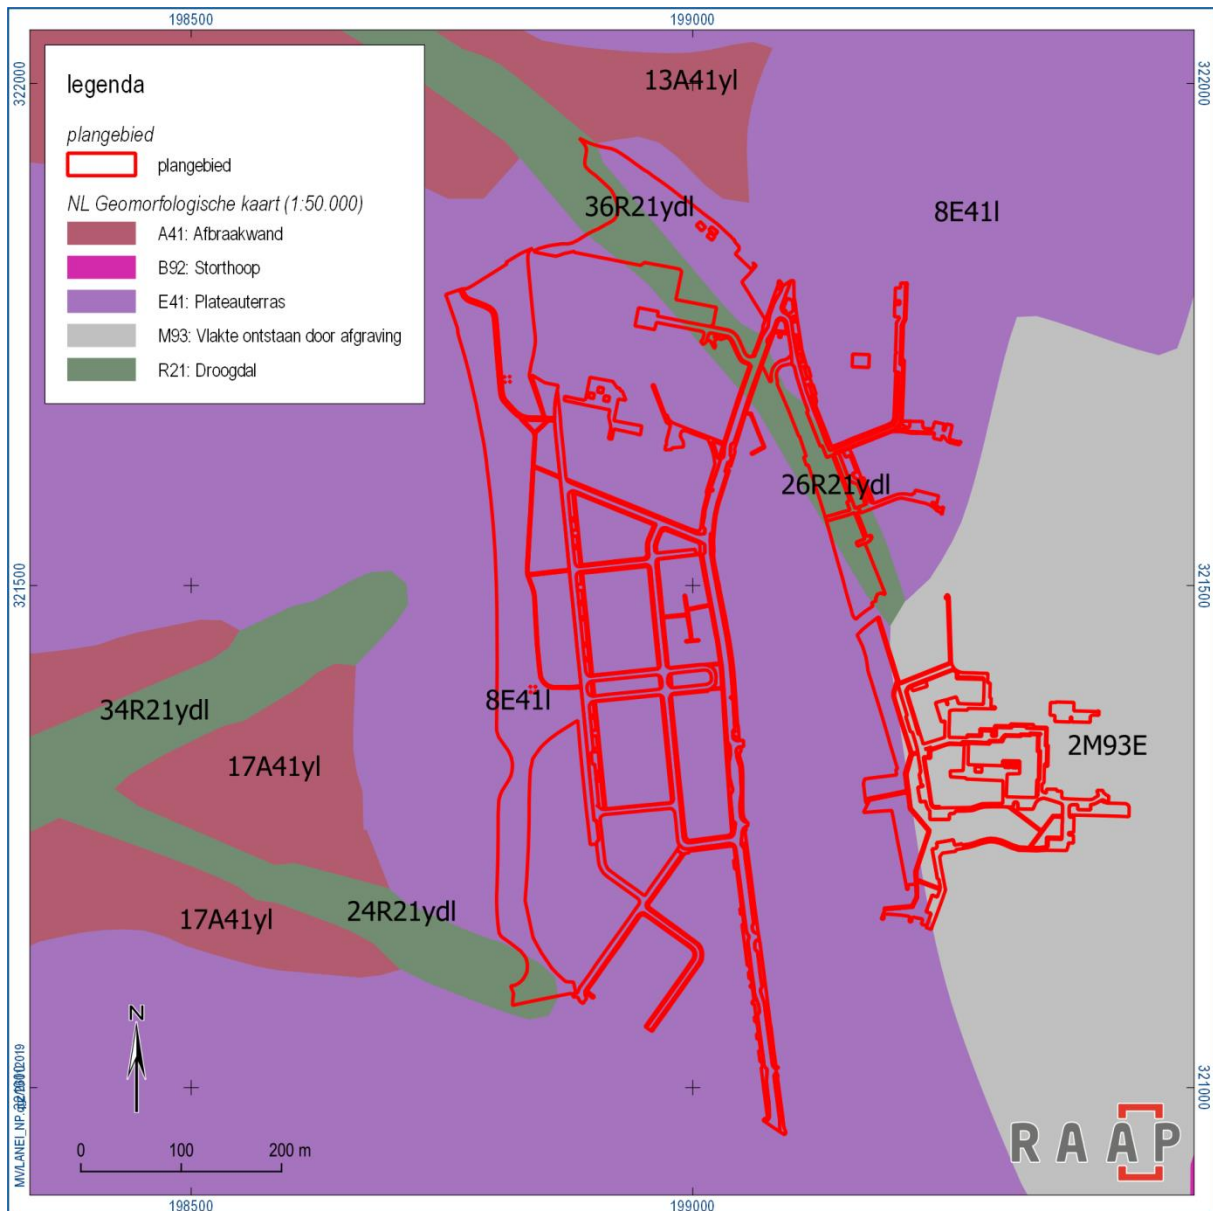 198500
199000
322000
322000
legenda
plangebied
plangebied
NL Geomorfologische kaart (1:50.000)
A41: Afbraakwand
B92: Storthoop
E41: Plateauterras
M93: Vlakte ontstaan door afgraving
R21: Droogdal
13A41yl
36R21ydl
8E41l
26R21ydl
321500
321500
34R21ydl
8E41l
17A41yl
2M93E
24R21ydl
17A41yl
N
0
100
200 m
321000
RAAP
198500
199000